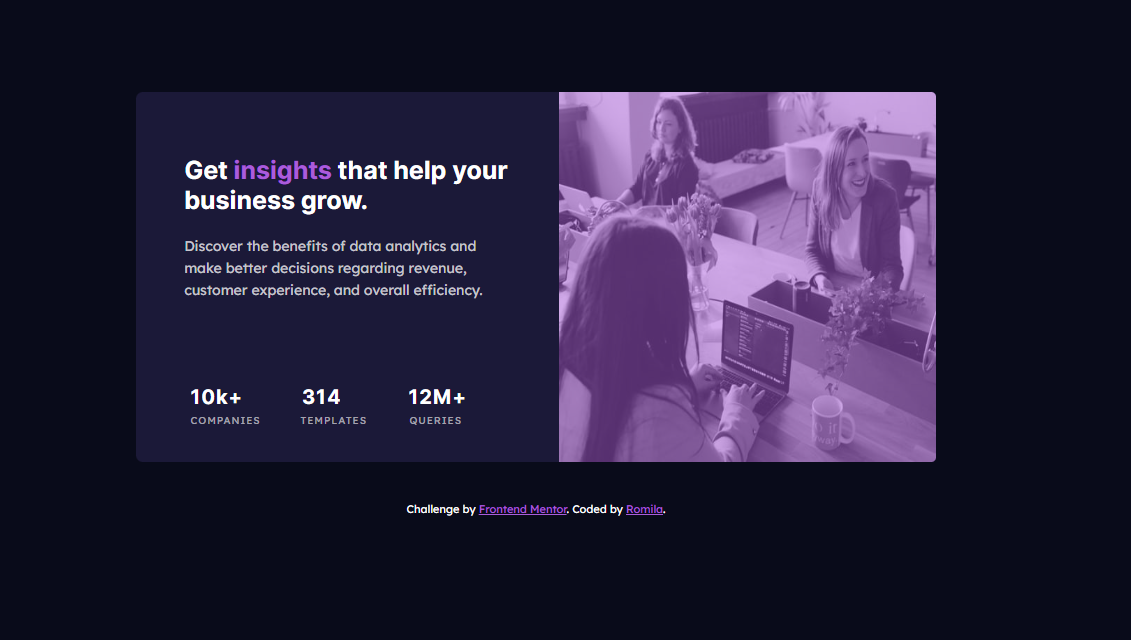 Get insights that help your
business grow.
Discover the benefits of data analytics and
make better decisions regarding revenue,
customer experience, and overall efficiency.
10k+ 314 12M+
COMPANIES TEMPLATES QUERIES
Challenge by Frontend Mentor. Coded by Romila.